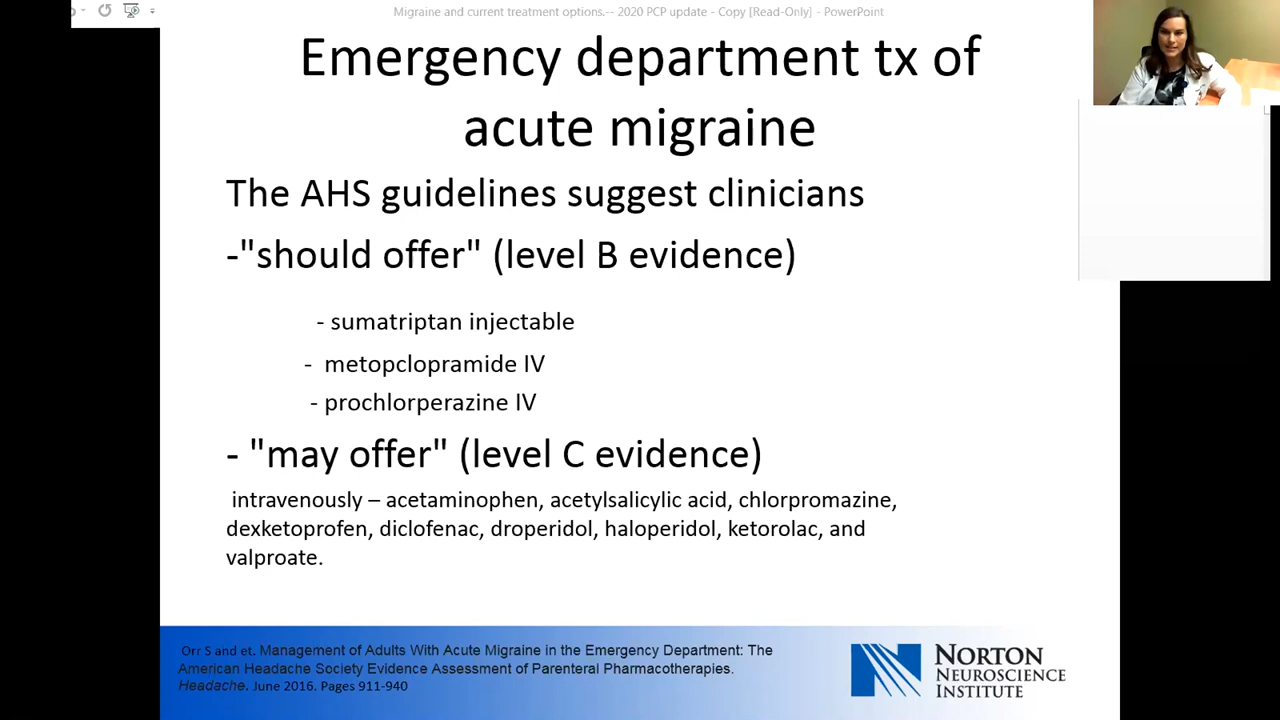 Migraine and current treatment options.-- 2020 PCP update - Copy [Read-Only] - PowerPoint
Emergency department tx of
acute migraine
The AHS guidelines suggest clinicians
-"should offer" (level B evidence)
- sumatriptan injectable
- metopclopramide IV
- prochlorperazine IV
- "may offer" (level C evidence)
intravenously – acetaminophen, acetylsalicylic acid, chlorpromazine,
dexketoprofen, diclofenac, droperidol, haloperidol, ketorolac, and
valproate.
Orr S and et. Management of Adults With Acute Migraine in the Emergency Department: The
American Headache Society Evidence Assessment of Parenteral Pharmacotherapies.
Headache. June 2016. Pages 911-940
NORTON
NEUROSCIENCE
INSTITUTE